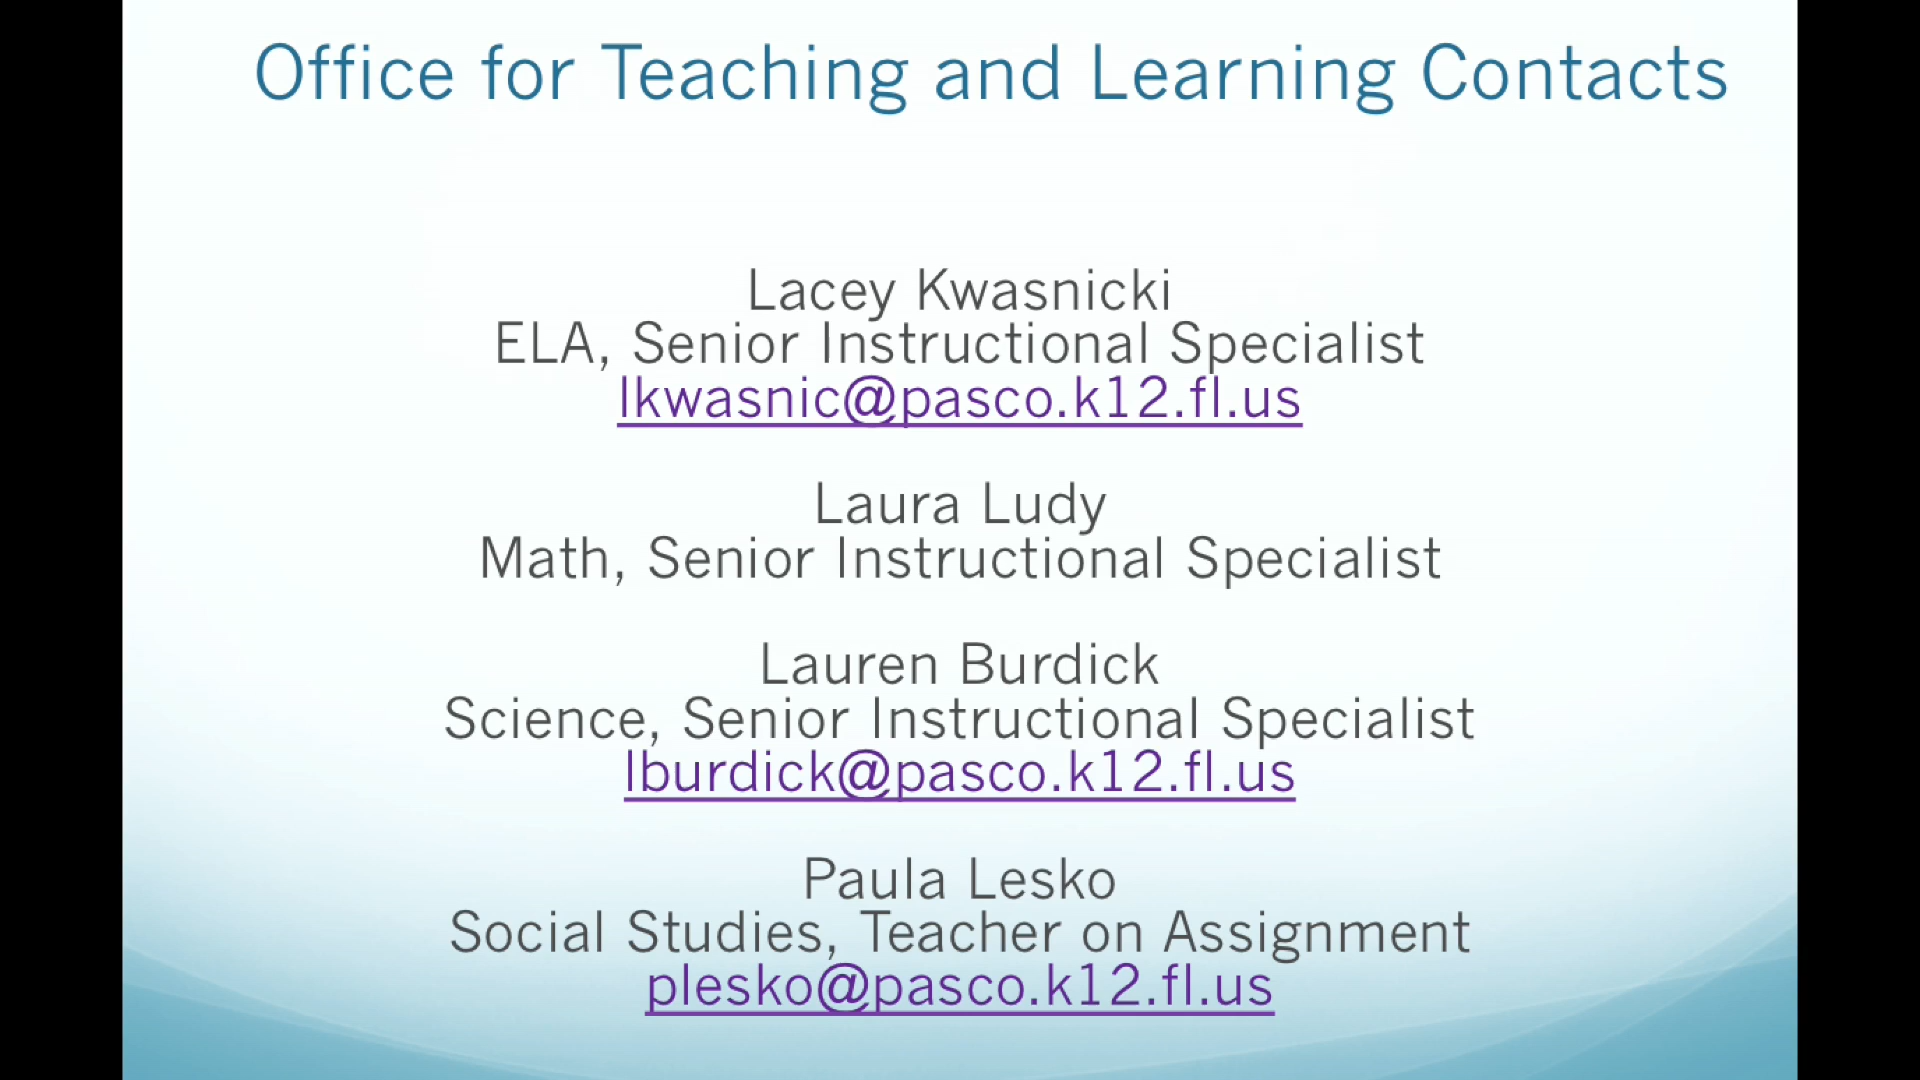 Office for Teaching and Learning Contacts
Lacey Kwasnicki
ELA, Senior Instructional Specialist
lkwasnic@pasco.k12.fl.us
Laura Ludy
Math, Senior Instructional Specialist
Lauren Burdick
Science, Senior Instructional Specialist
lburdick@pasco.k12.fl.us
Paula Lesko
Social Studies, Teacher on Assignment
plesko@pasco.k12.fl.us